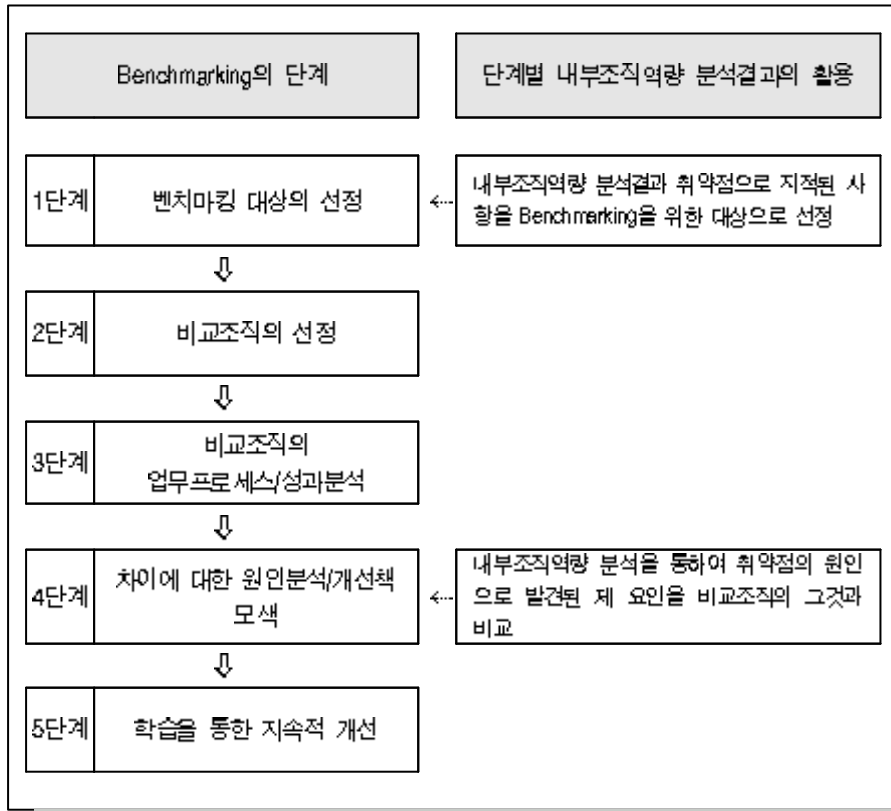 Benchmarking의 단계
단계별 내부조직역량 분석결과의 활용
1단계
벤치마킹 대상의 선정
내부조직역량 분석결과 취약점으로 지적된 사
항을 Benchmarking을 위한 대상으로 선정
2단계
비교조직의 선정
3단계
비교조직의
업무프로세스/성과분석
4단계
차이에 대한 원인분석/개선책
모색
내부조직역량 분석을 통하여 취약점의 원인
으로 발견된 제 요인을 비교조직의 그것과
비교
5단계
학습을 통한 지속적 개선